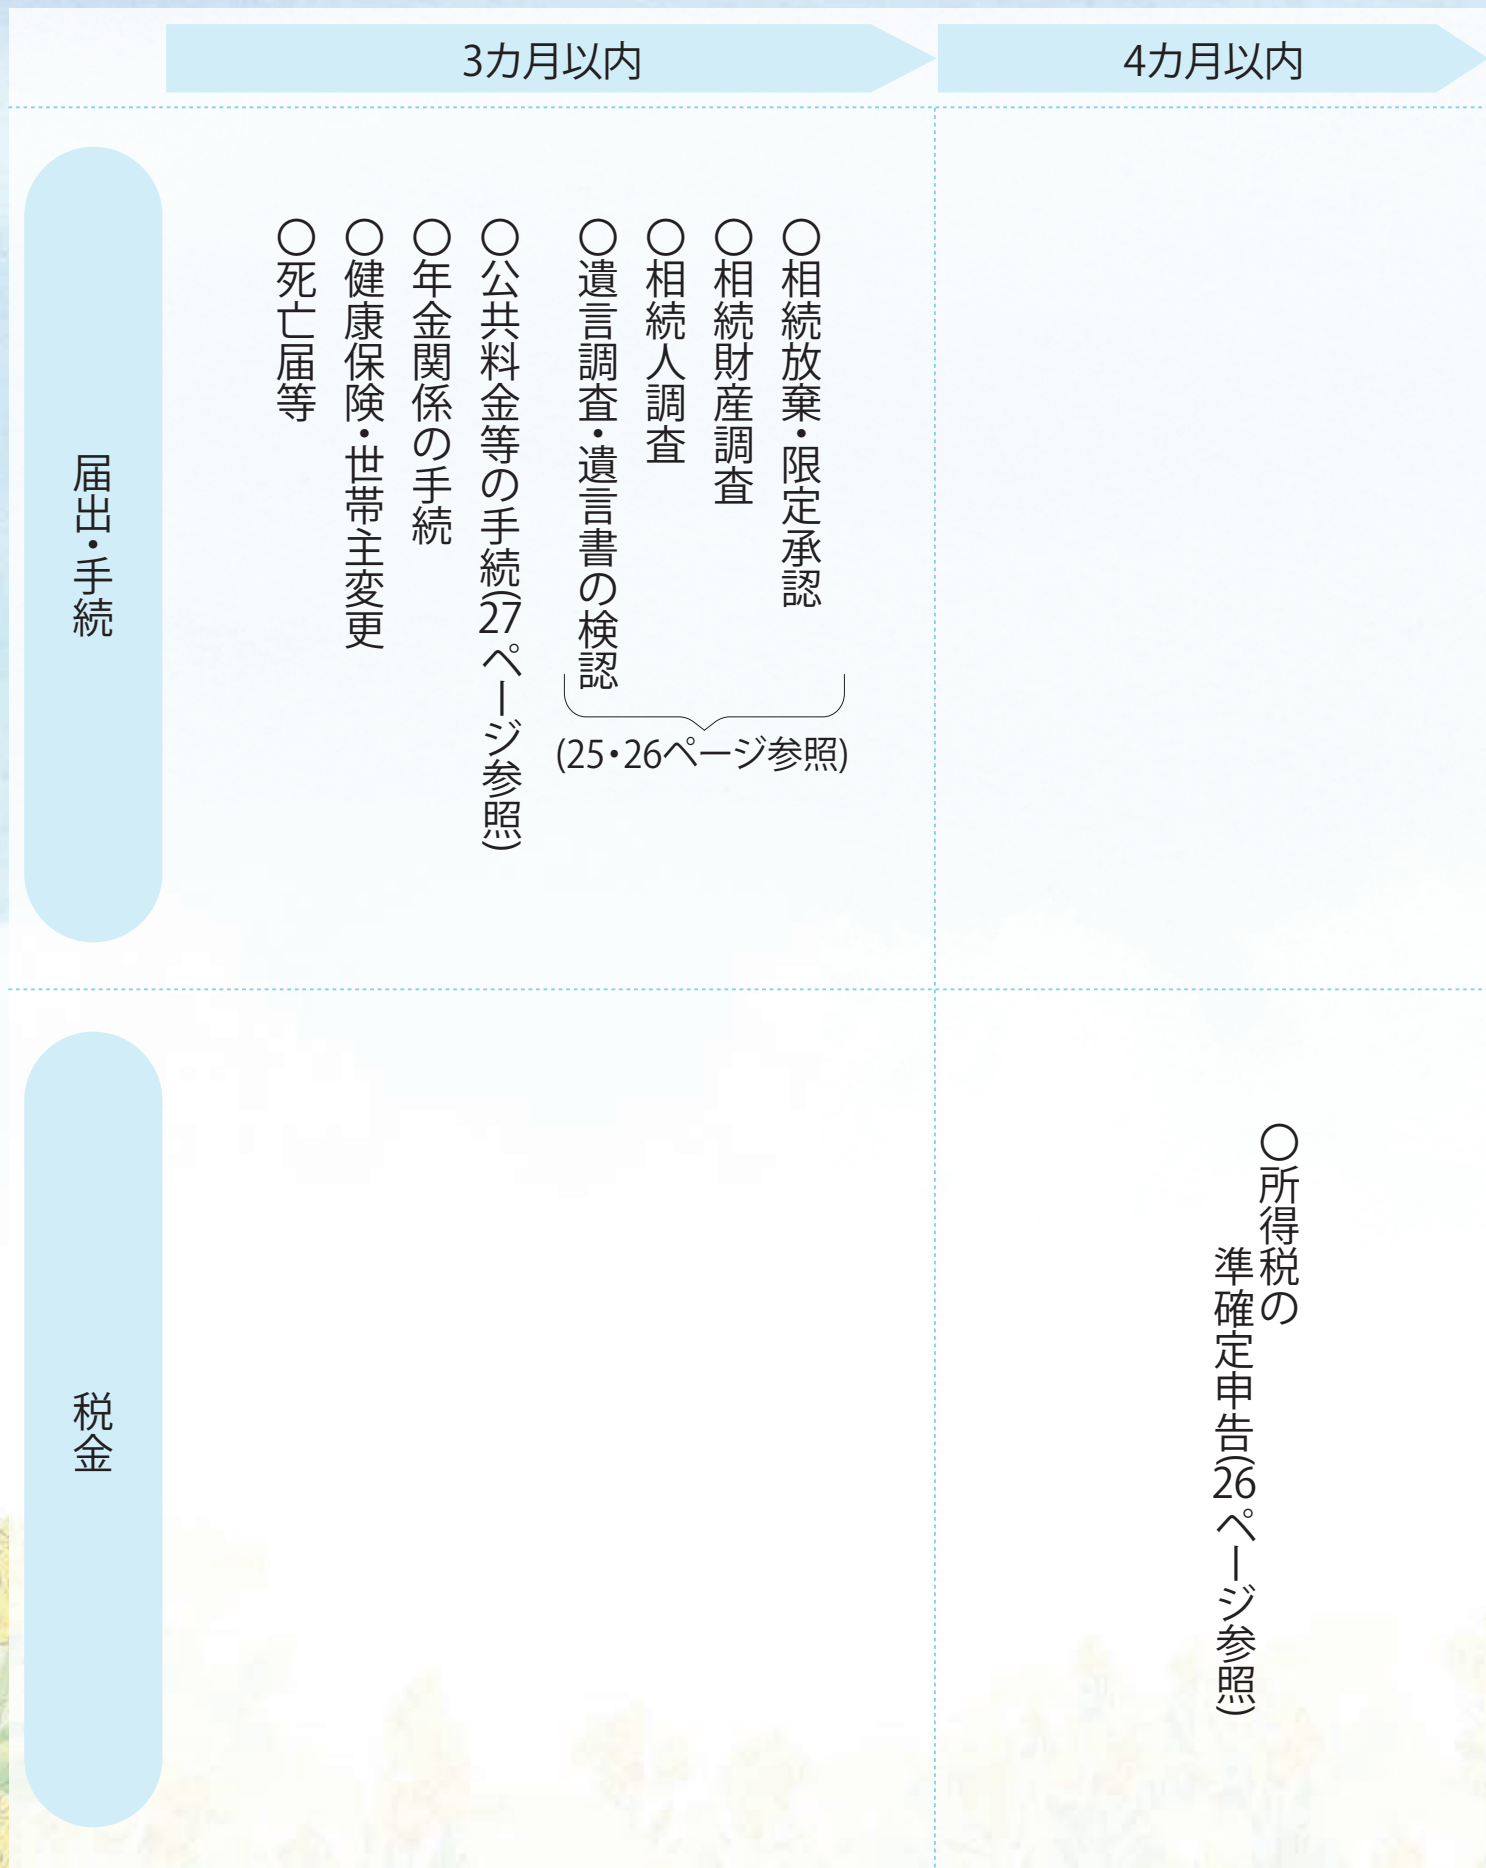 3カ月以内
4カ月以内
届出・手続
○死亡届等
○健康保険・世帯主変更
○年金関係の手続
○公共料金等の手続(27ページ参照)
○遺言調査・遺言書の検認
○相続人調査
○相続財産調査
○相続放棄・限定承認
(25・26ページ参照)
税金
○所得税の
準確定申告(26ページ参照)